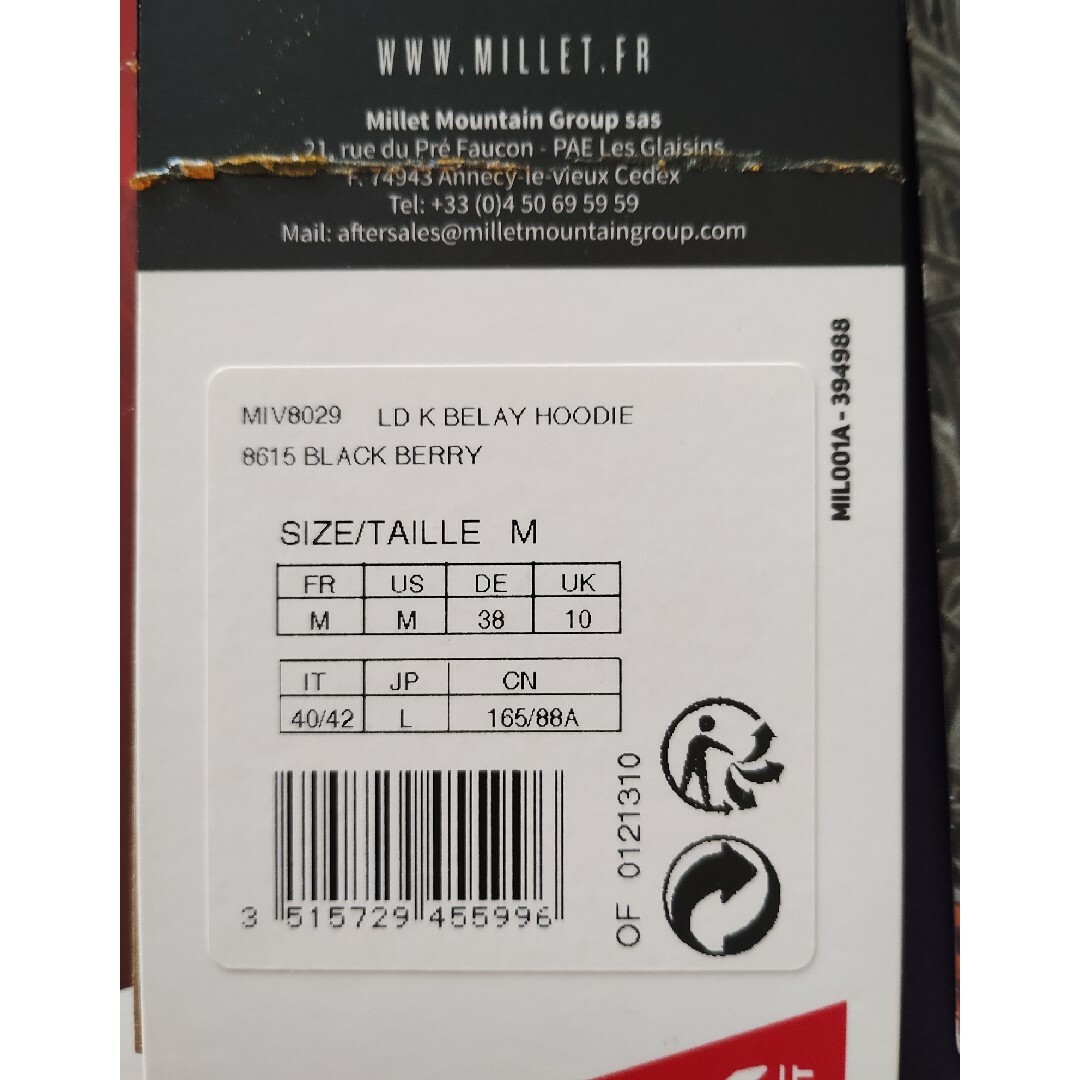 WWW.MILLET.FR
Millet Mountain Group sas
21, rue du Pré Faucon - PAE Les Glaisins
F. 74943 Annecy-le-Vieux Cedex
Tel: +33 (0)4 50 69 59 59
Mail: aftersales@milletmountaingroup.com
MIL001A - 394988
MIV8029 LD K BELAY HOODIE
8615 BLACK BERRY
SIZE/TAILLE M
FR US DE UK
M M 38 10
IT JP CN
40/42 L 165/88A
OF 0121310
3 515729 455996